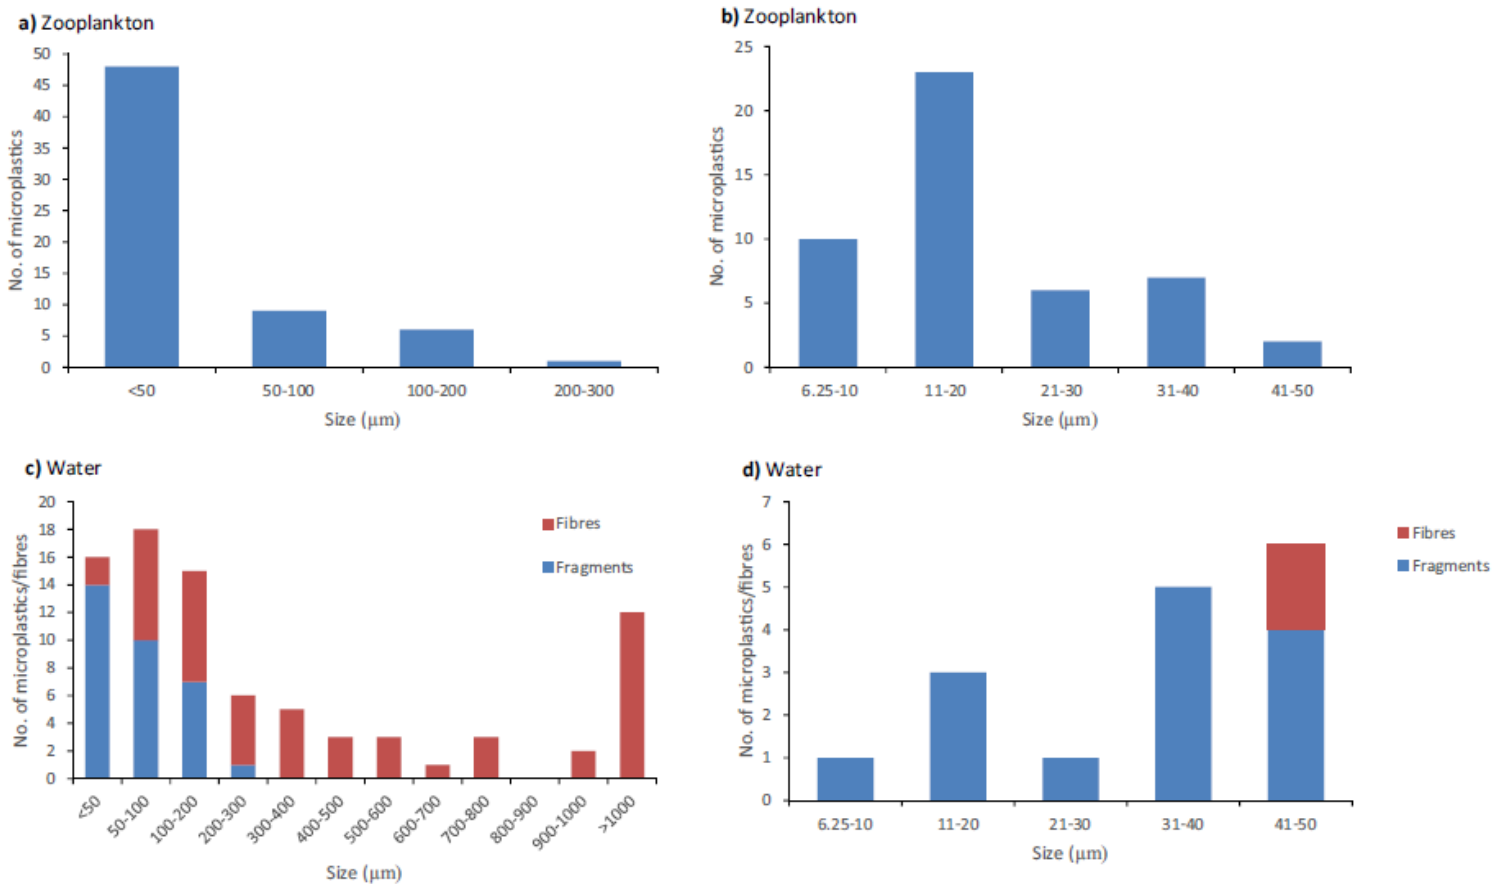 a) Zooplankton
50
45
40
35
30
25
20
15
10
5
0
No. of microplastics
<50 50-100 100-200 200-300
Size (μm)
b) Zooplankton
25
20
15
10
5
0
No. of microplastics
6.25-10 11-20 21-30 31-40 41-50
Size (μm)
c) Water
20
18
16
14
12
10
8
6
4
2
0
No. of microplastics/fibres
Fibres
Fragments
<50 50-100 100-200 200-300 300-400 400-500 500-600 600-700 700-800 800-900 900-1000 >1000
Size (μm)
d) Water
7
6
5
4
3
2
1
0
No. of microplastics/fibres
Fibres
Fragments
6.25-10 11-20 21-30 31-40 41-50
Size (μm)